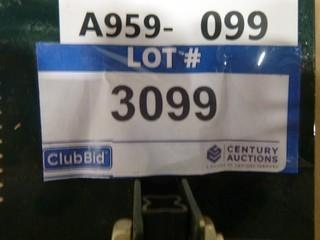 A959- 099
LOT #
3099
ClubBid
CENTURY
AUCTIONS